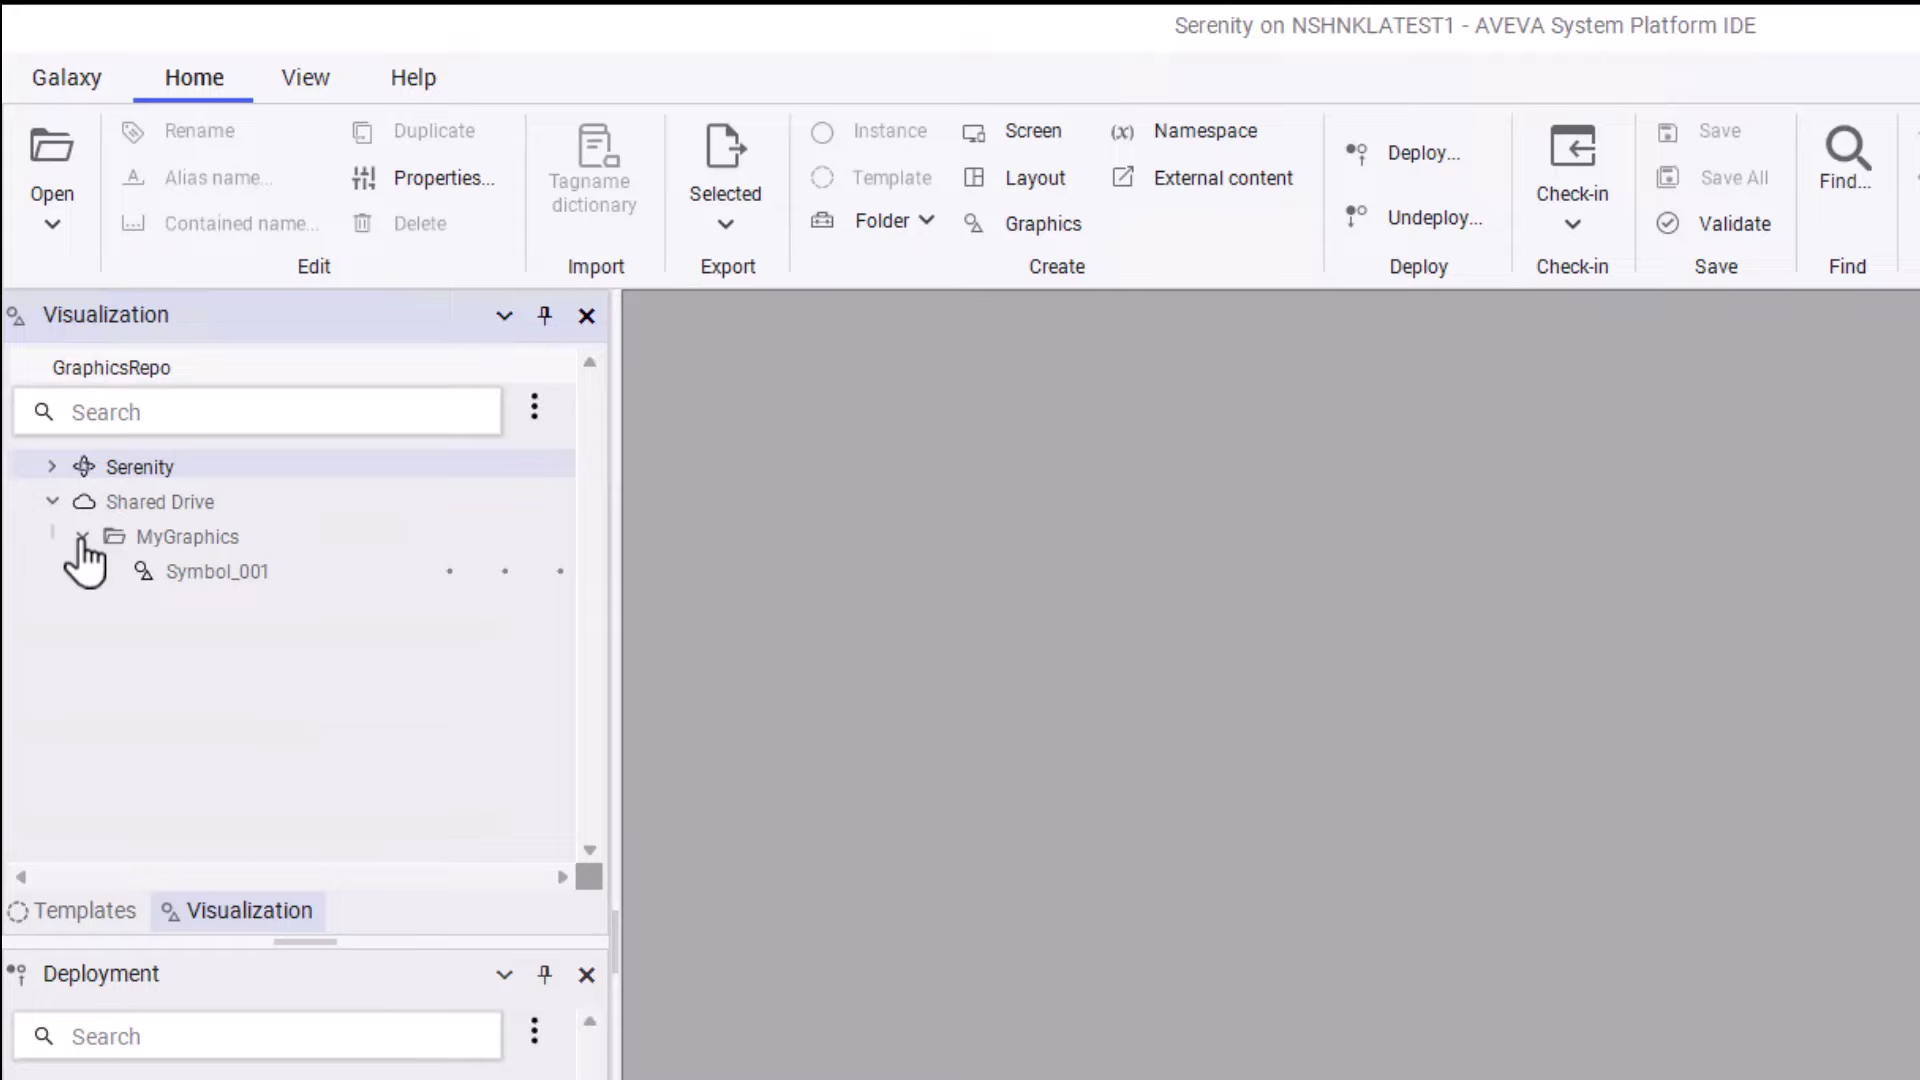 Serenity on NSHNKLATEST1 - AVEVA System Platform IDE
Galaxy Home View Help
Open
Rename
Alias name...
Contained name...
Duplicate
Properties...
Delete
Edit
Tagname
dictionary
Import
Selected
Export
Instance
Template
Folder
Screen
Layout
Graphics
(x) Namespace
External content
Create
Deploy...
Undeploy...
Deploy
Check-in
Check-in
Save
Save All
Validate
Save
Find...
Find
Visualization
GraphicsRepo
Search
Serenity
Shared Drive
MyGraphics
Symbol_001
Templates Visualization
Deployment
Search